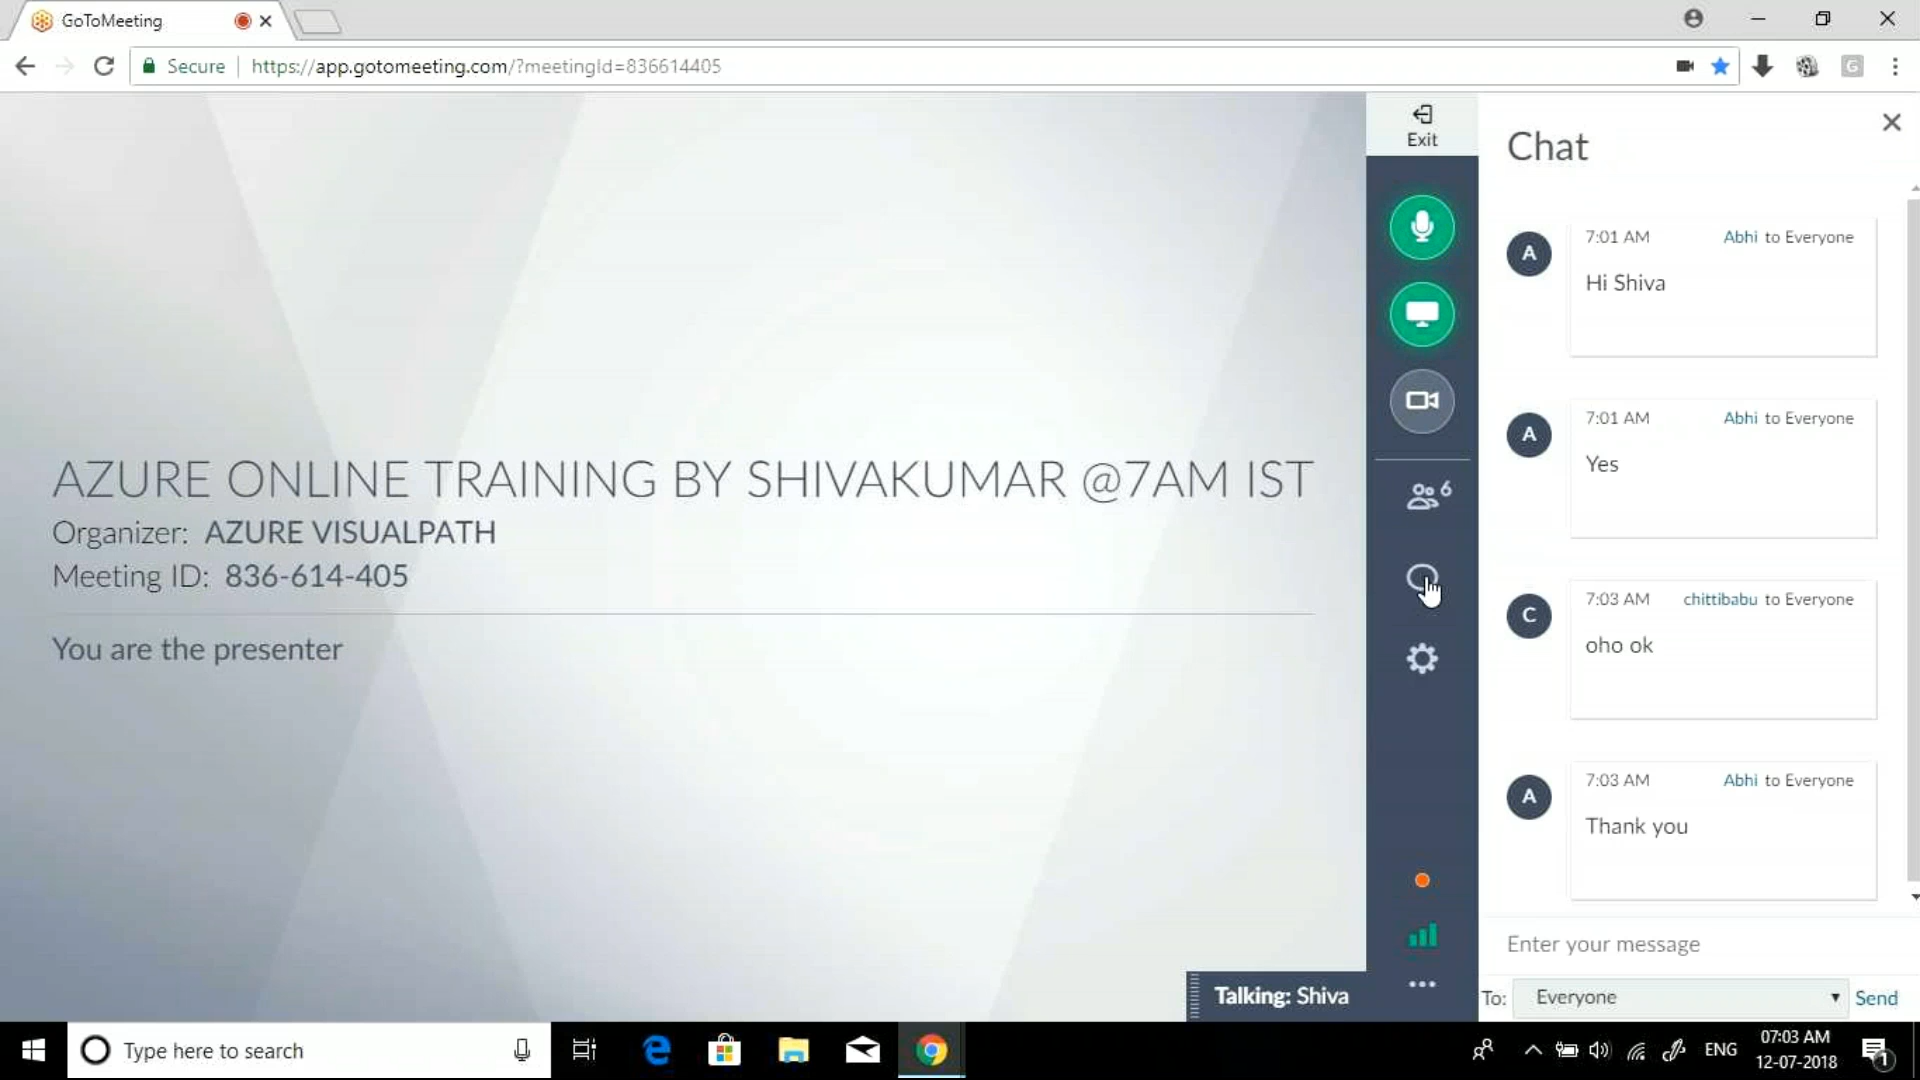 GoToMeeting
Secure
https://app.gotomeeting.com/?meetingId=836614405
G
Exit
Chat
7:01 AM Abhi to Everyone
A
Hi Shiva
7:01 AM Abhi to Everyone
A
Yes
AZURE ONLINE TRAINING BY SHIVAKUMAR @7AM IST
6
Organizer: AZURE VISUALPATH
Meeting ID: 836-614-405
7:03 AM chittibabu to Everyone
C
oho ok
You are the presenter
7:03 AM Abhi to Everyone
A
Thank you
Enter your message
Talking: Shiva
To: Everyone Send
Type here to search
ENG
07:03 AM
12-07-2018
1